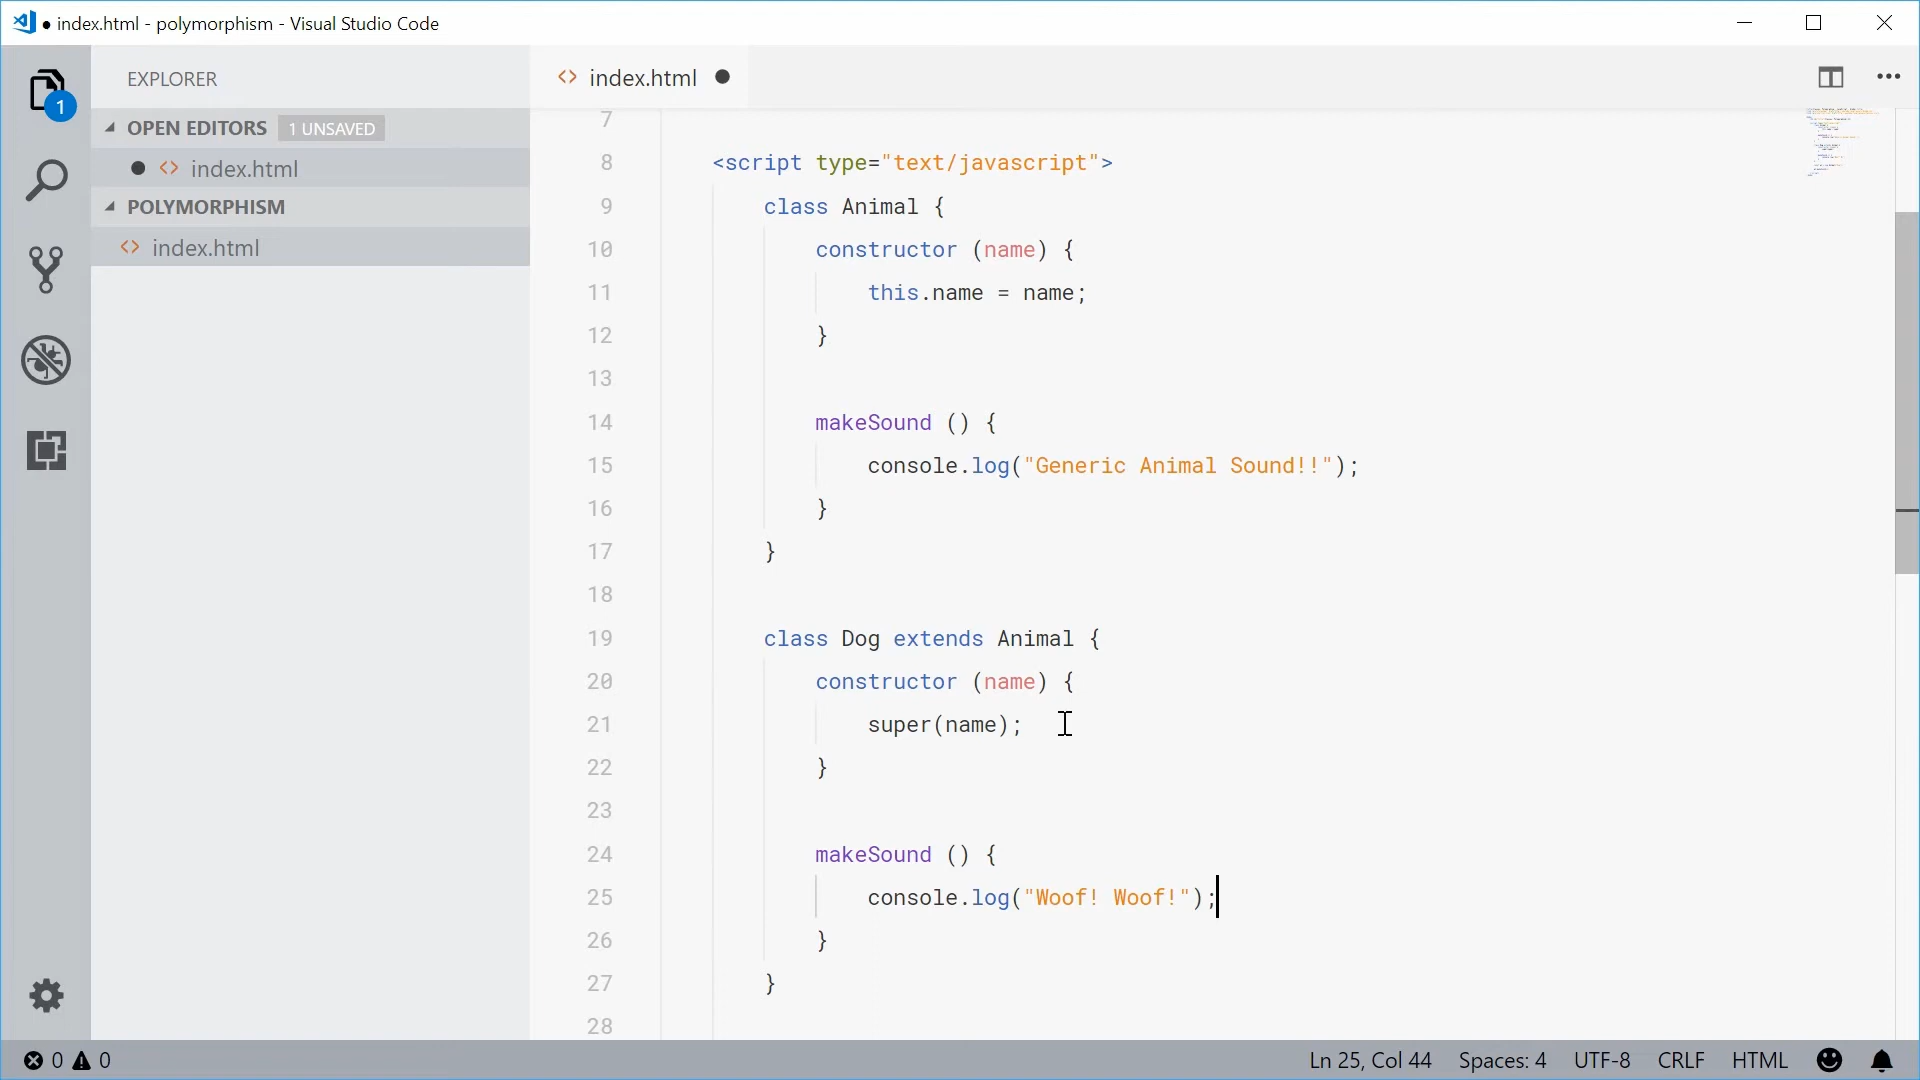 ● index.html - polymorphism - Visual Studio Code
EXPLORER
OPEN EDITORS 1 UNSAVED
● <> index.html
POLYMORPHISM
<> index.html
1
<> index.html ●
7
8 <script type="text/javascript">
9 class Animal {
10 constructor (name) {
11 this.name = name;
12 }
13
14 makeSound () {
15 console.log("Generic Animal Sound!!");
16 }
17 }
18
19 class Dog extends Animal {
20 constructor (name) {
21 super(name);
22 }
23
24 makeSound () {
25 console.log("Woof! Woof!");
26 }
27 }
28
0 0 Ln 25, Col 44 Spaces: 4 UTF-8 CRLF HTML